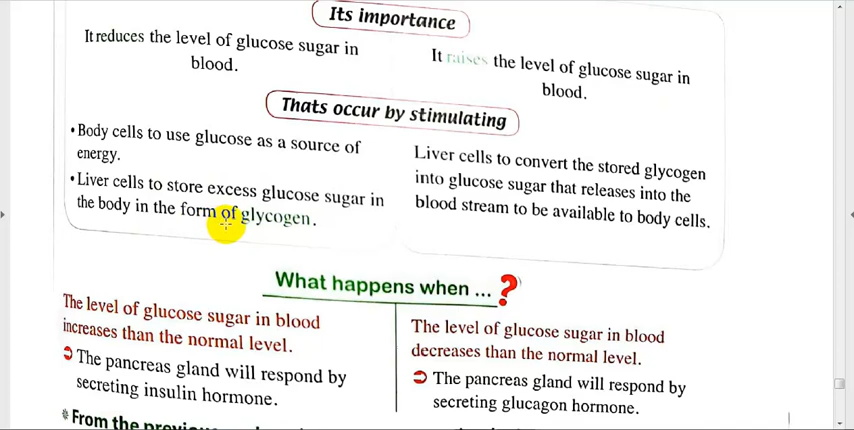 Its importance
It reduces the level of glucose sugar in
blood.
It raises the level of glucose sugar in
blood.
Thats occur by stimulating
•Body cells to use glucose as a source of
energy.
•Liver cells to store excess glucose sugar in
the body in the form of glycogen.
Liver cells to convert the stored glycogen
into glucose sugar that releases into the
blood stream to be available to body cells.
What happens when ... ?
The level of glucose sugar in blood
increases than the normal level.
➲ The pancreas gland will respond by
secreting insulin hormone.
The level of glucose sugar in blood
decreases than the normal level.
➲ The pancreas gland will respond by
secreting glucagon hormone.
* From the